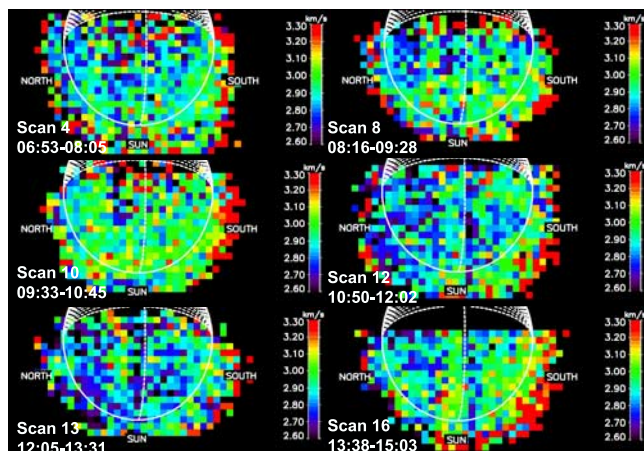 km/s
3.30
3.20
3.10
3.00
2.90
2.80
2.70
2.60
NORTH
SOUTH
Scan 4
06:53-08:05
SUN
km/s
3.30
3.20
3.10
3.00
2.90
2.80
2.70
2.60
NORTH
SOUTH
Scan 8
08:16-09:28
SUN
km/s
3.30
3.20
3.10
3.00
2.90
2.80
2.70
2.60
NORTH
SOUTH
Scan 10
09:33-10:45
SUN
km/s
3.30
3.20
3.10
3.00
2.90
2.80
2.70
2.60
NORTH
SOUTH
Scan 12
10:50-12:02
SUN
km/s
3.30
3.20
3.10
3.00
2.90
2.80
2.70
2.60
NORTH
SOUTH
Scan 13
12:05-13:31
SUN
km/s
3.30
3.20
3.10
3.00
2.90
2.80
2.70
2.60
NORTH
SOUTH
Scan 16
13:38-15:03
SUN